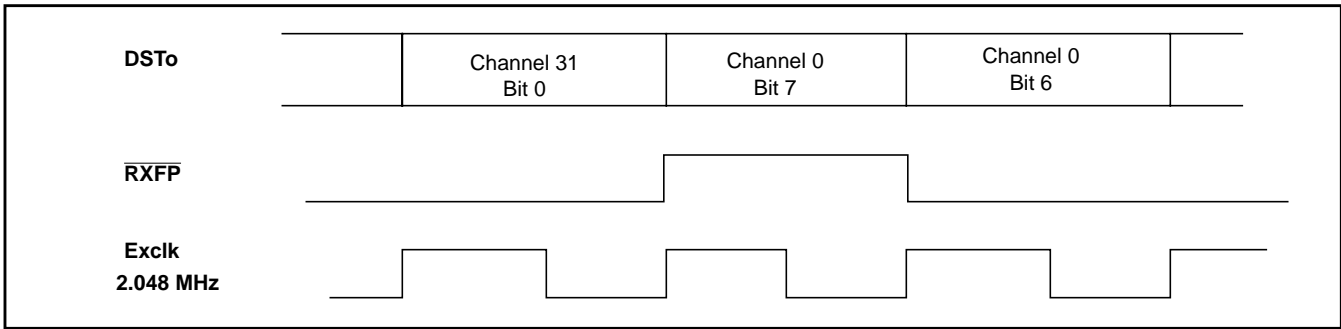 DSTo
Channel 31
Bit 0
Channel 0
Bit 7
Channel 0
Bit 6
RXFP
Exclk
2.048 MHz